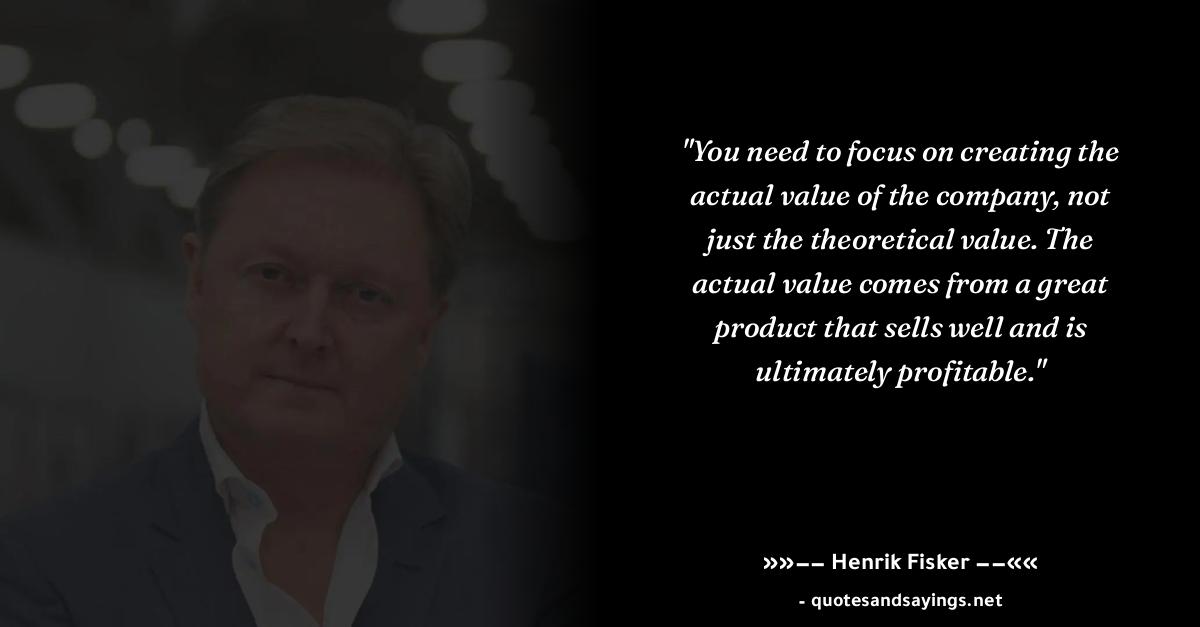 "You need to focus on creating the
actual value of the company, not
just the theoretical value. The
actual value comes from a great
product that sells well and is
ultimately profitable."
»»−− Henrik Fisker −−««
- quotesandsayings.net